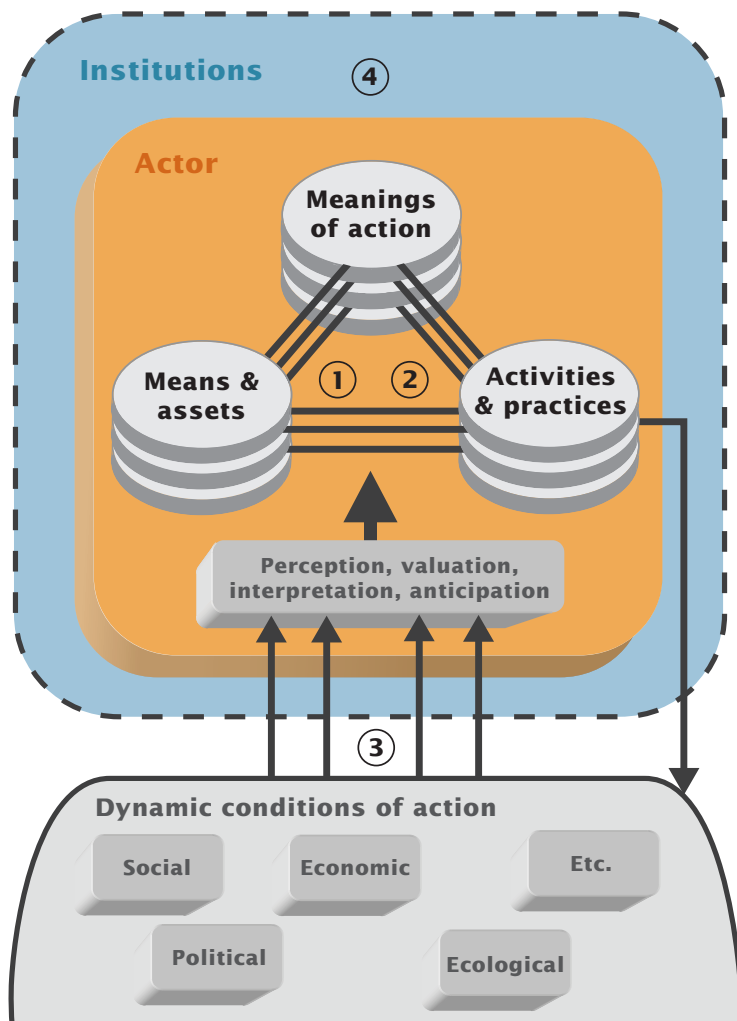 Institutions
④
Actor
Meanings
of action
Means &
assets
①
②
Activities
& practices
Perception, valuation,
interpretation, anticipation
③
Dynamic conditions of action
Social
Economic
Etc.
Political
Ecological